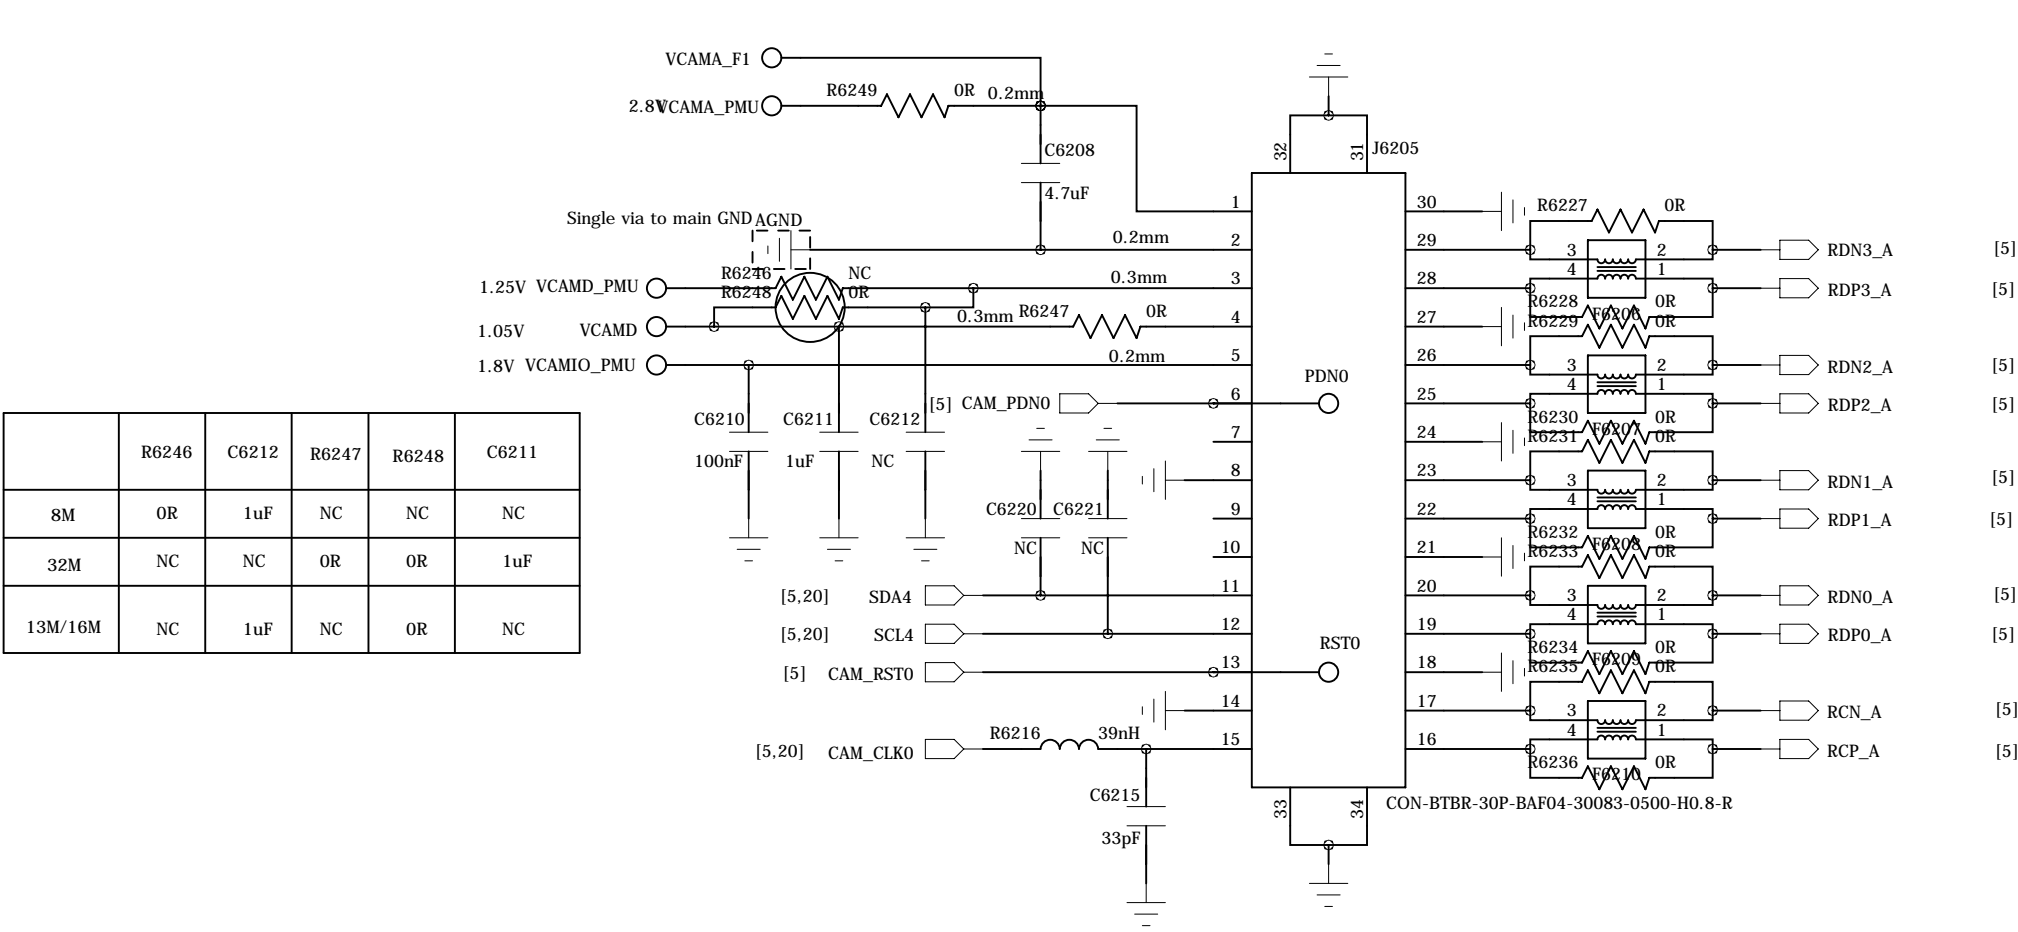 VCAMA_F1
2.8V VCAMA_PMU R6249 0R 0.2mm
C6208
4.7uF
32 31 J6205
Single via to main GND AGND
0.2mm
R6246 NC
1.25V VCAMD_PMU 0.3mm
R6248 0R
1.05V VCAMD 0.3mm R6247 0R
1.8V VCAMIO_PMU 0.2mm
[5] CAM_PDN0
PDN0
C6210 C6211 C6212
100nF 1uF NC
C6220 C6221
NC NC
[5,20] SDA4
[5,20] SCL4
[5] CAM_RST0
RST0
[5,20] CAM_CLK0 R6216 39nH
C6215
33pF
1
2
3
4
5
6
7
8
9
10
11
12
13
14
15
30
29
28
27
26
25
24
23
22
21
20
19
18
17
16
33 34
CON-BTBR-30P-BAF04-30083-0500-H0.8-R
R6227 0R
3 2 RDN3_A [5]
4 1 RDP3_A [5]
R6228 F6206 0R
R6229 0R
3 2 RDN2_A [5]
4 1 RDP2_A [5]
R6230 F6207 0R
R6231 0R
3 2 RDN1_A [5]
4 1 RDP1_A [5]
R6232 F6208 0R
R6233 0R
3 2 RDN0_A [5]
4 1 RDP0_A [5]
R6234 F6209 0R
R6235 0R
3 2 RCN_A [5]
4 1 RCP_A [5]
R6236 F6210 0R
R6246 C6212 R6247 R6248 C6211
8M 0R 1uF NC NC NC
32M NC NC 0R 0R 1uF
13M/16M NC 1uF NC 0R NC